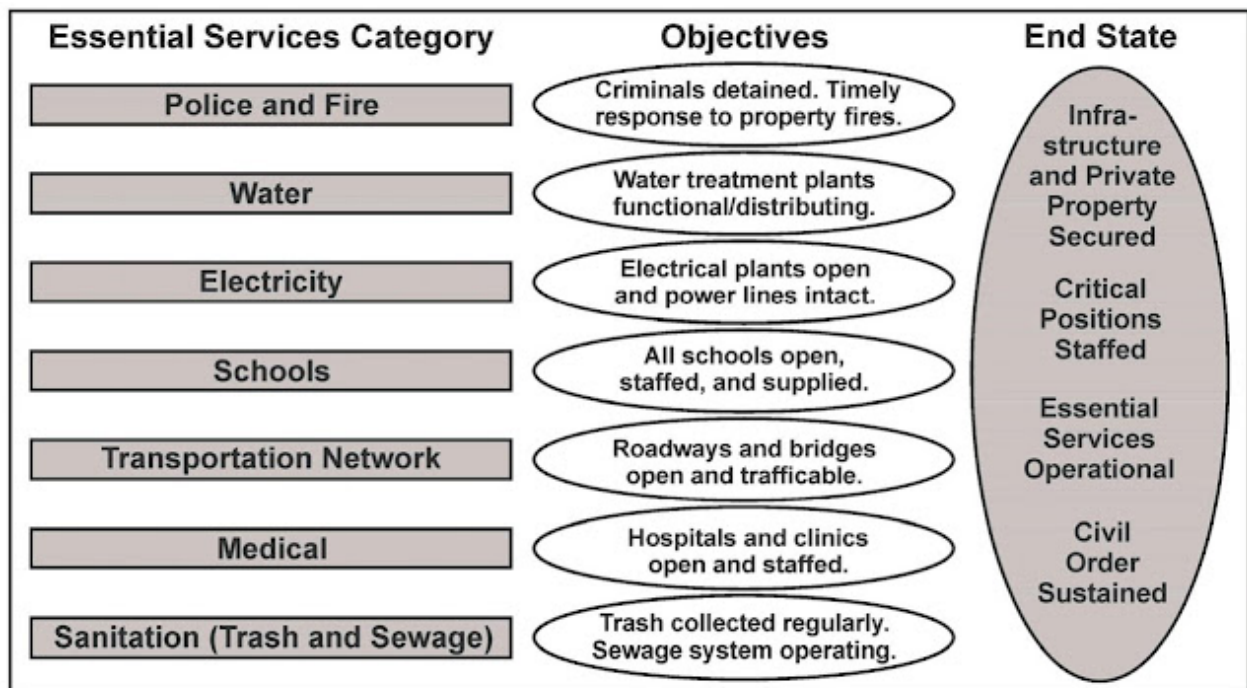 Essential Services Category
Objectives
End State
Police and Fire
Criminals detained. Timely
response to property fires.
Water
Water treatment plants
functional/distributing.
Electricity
Electrical plants open
and power lines intact.
Schools
All schools open,
staffed, and supplied.
Transportation Network
Roadways and bridges
open and trafficable.
Medical
Hospitals and clinics
open and staffed.
Sanitation (Trash and Sewage)
Trash collected regularly.
Sewage system operating.
Infra-
structure
and Private
Property
Secured
Critical
Positions
Staffed
Essential
Services
Operational
Civil
Order
Sustained